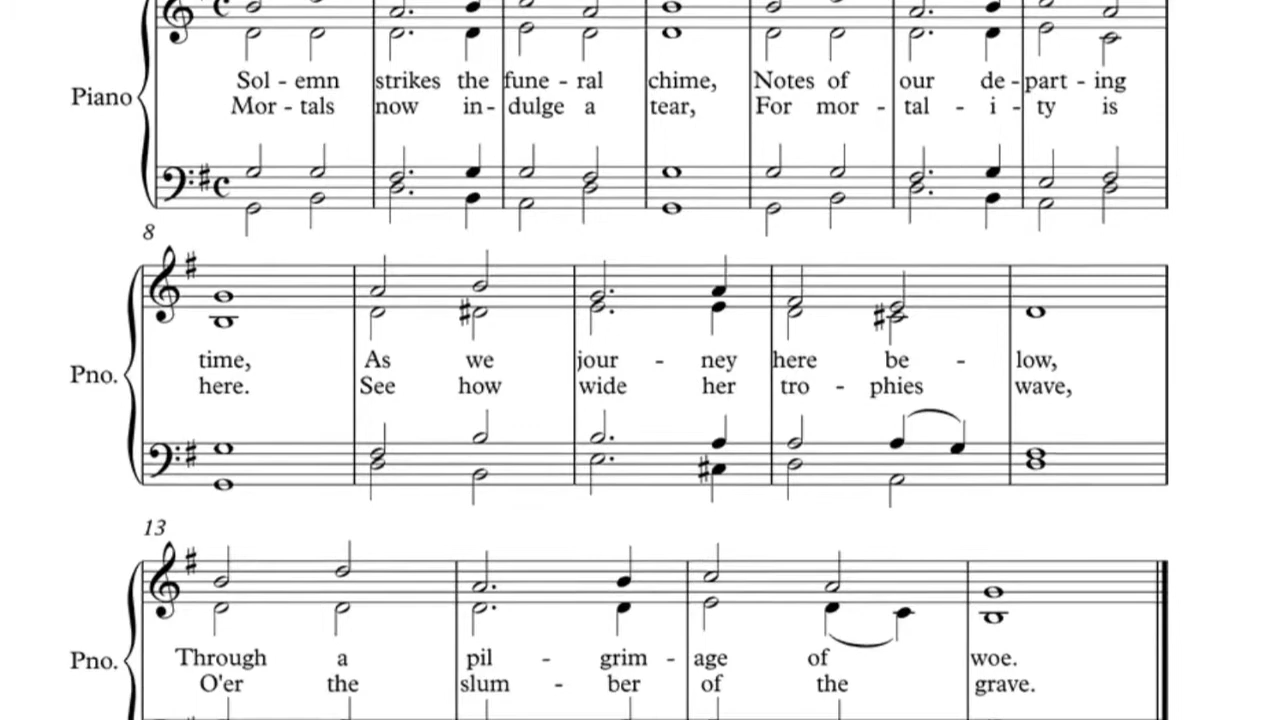 Sol - emn strikes the fune - ral chime, Notes of our de - part - ing
Piano
Mor - tals now in - dulge a tear, For mor - tal - i - ty is
8
time, As we jour - ney here be - low,
Pno.
here. See how wide her tro - phies wave,
13
Through a pil - grim - age of woe.
Pno.
O'er the slum - ber of the grave.